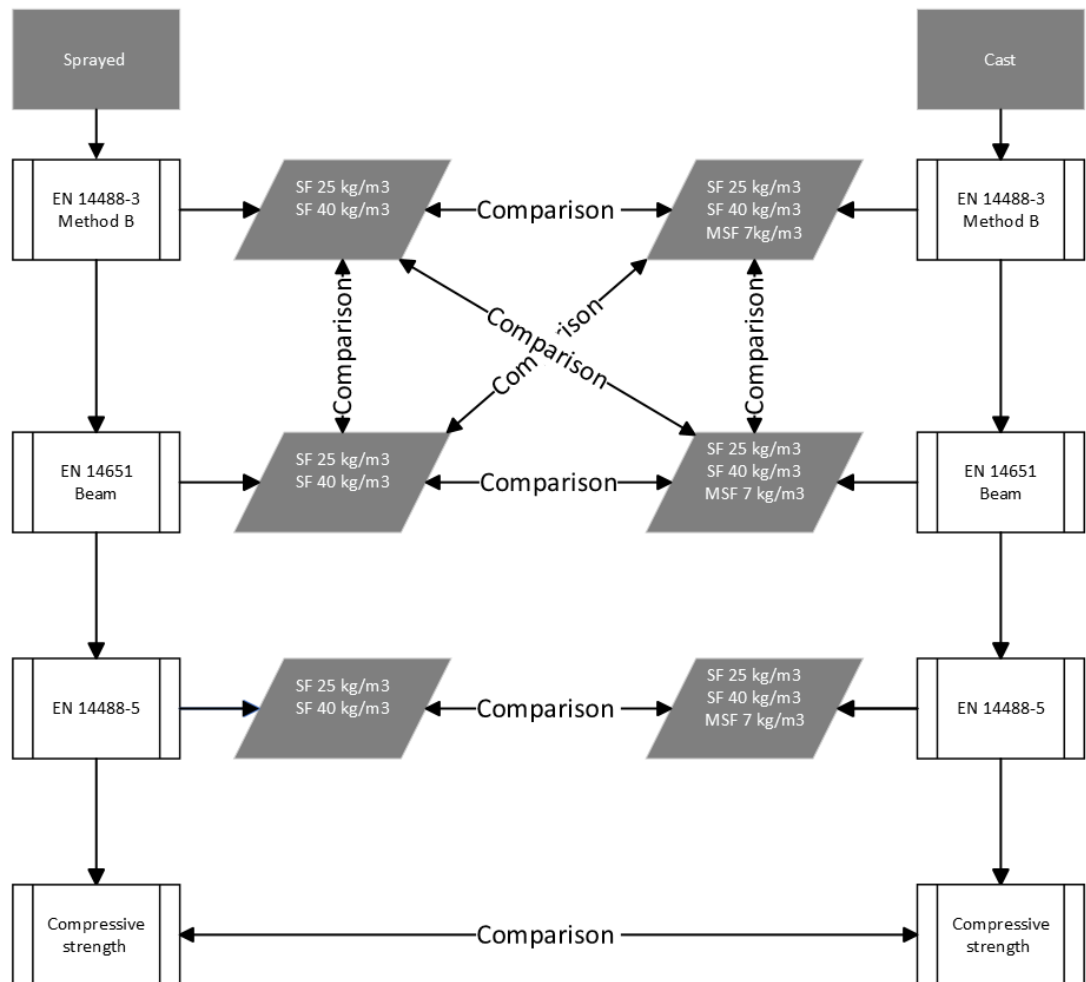 Sprayed
Cast
EN 14488-3
Method B
SF 25 kg/m3
SF 40 kg/m3
Comparison
SF 25 kg/m3
SF 40 kg/m3
MSF 7kg/m3
EN 14488-3
Method B
Comparison
Comparison
Com
ison
Comparison
EN 14651
Beam
SF 25 kg/m3
SF 40 kg/m3
Comparison
SF 25 kg/m3
SF 40 kg/m3
MSF 7 kg/m3
EN 14651
Beam
EN 14488-5
SF 25 kg/m3
SF 40 kg/m3
Comparison
SF 25 kg/m3
SF 40 kg/m3
MSF 7 kg/m3
EN 14488-5
Compressive
strength
Comparison
Compressive
strength